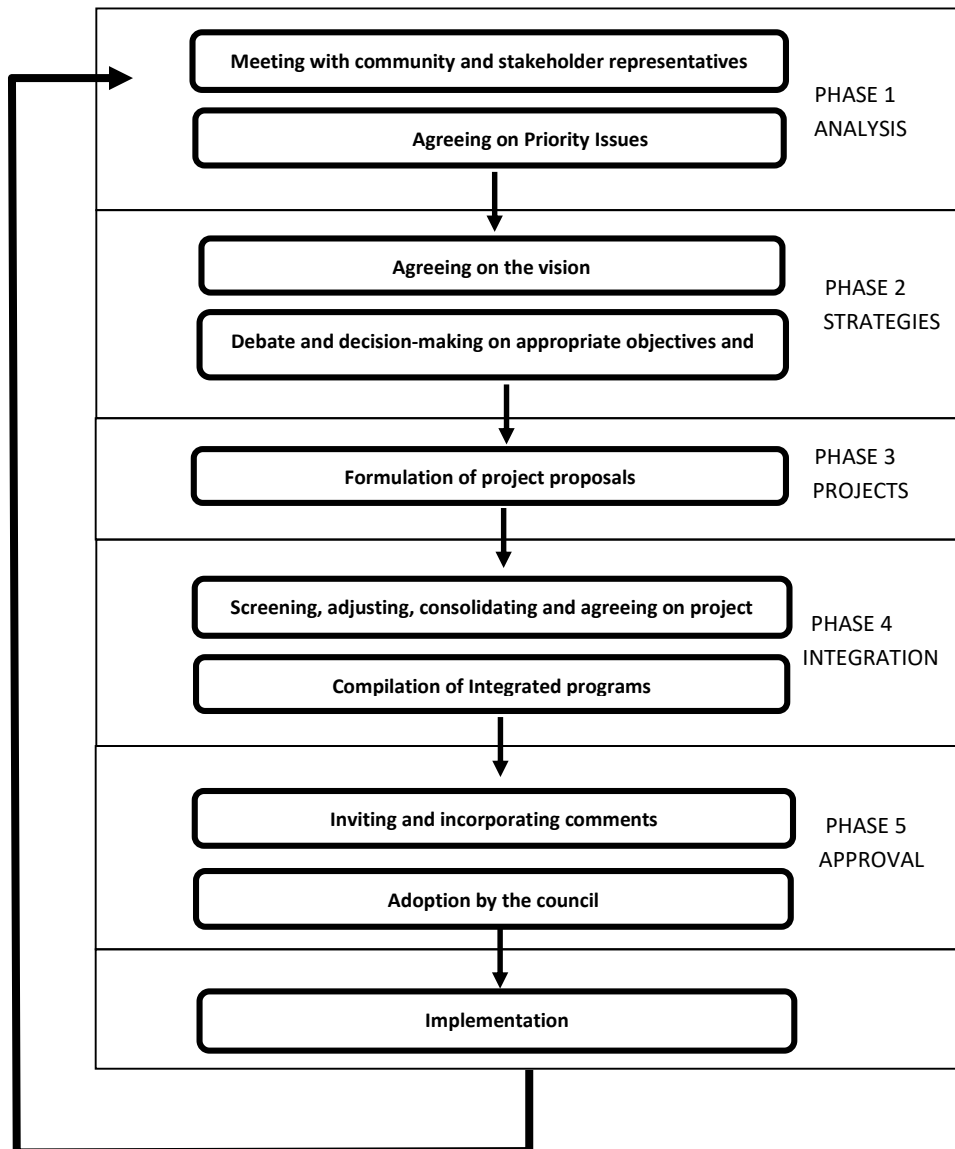 Meeting with community and stakeholder representatives
PHASE 1
ANALYSIS
Agreeing on Priority Issues
Agreeing on the vision
PHASE 2
STRATEGIES
Debate and decision-making on appropriate objectives and
PHASE 3
PROJECTS
Formulation of project proposals
Screening, adjusting, consolidating and agreeing on project
PHASE 4
INTEGRATION
Compilation of Integrated programs
Inviting and incorporating comments
PHASE 5
APPROVAL
Adoption by the council
Implementation